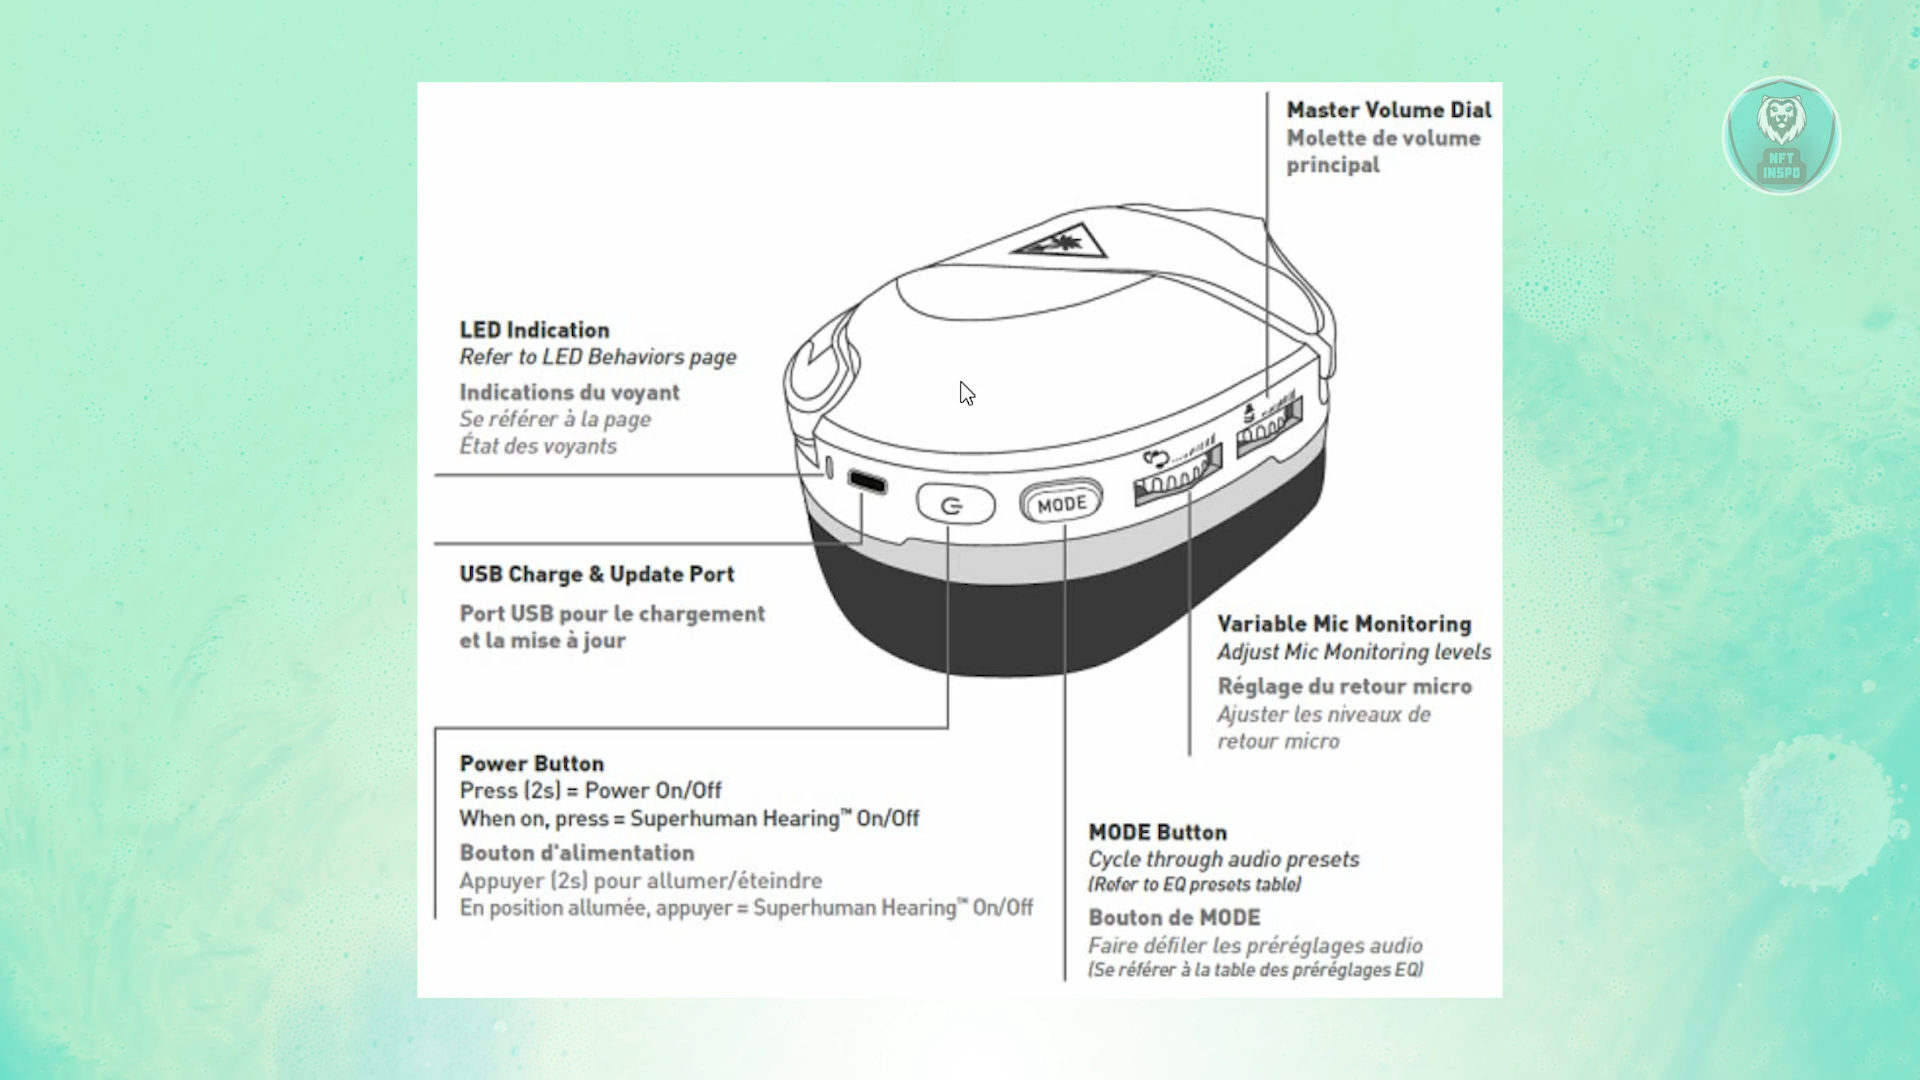 NFT
INSPO
Master Volume Dial
Molette de volume
principal
LED Indication
Refer to LED Behaviors page
Indications du voyant
Se référer à la page
État des voyants
MODE
USB Charge & Update Port
Port USB pour le chargement
et la mise à jour
Variable Mic Monitoring
Adjust Mic Monitoring levels
Réglage du retour micro
Ajuster les niveaux de
retour micro
Power Button
Press (2s) = Power On/Off
When on, press = Superhuman Hearing™ On/Off
Bouton d'alimentation
Appuyer (2s) pour allumer/éteindre
En position allumée, appuyer = Superhuman Hearing™ On/Off
MODE Button
Cycle through audio presets
(Refer to EQ presets table)
Bouton de MODE
Faire défiler les préréglages audio
(Se référer à la table des préréglages EQ)